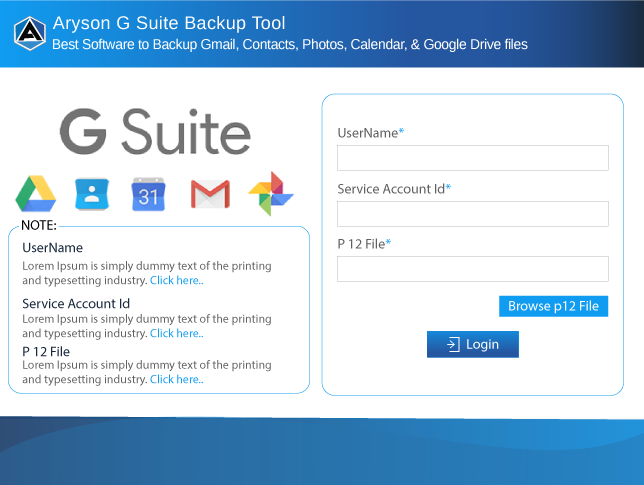 Aryson G Suite Backup Tool
Best Software to Backup Gmail, Contacts, Photos, Calendar, & Google Drive files
G Suite
31
NOTE:
UserName
Lorem Ipsum is simply dummy text of the printing
and typesetting industry. Click here..
Service Account Id
Lorem Ipsum is simply dummy text of the printing
and typesetting industry. Click here..
P 12 File
Lorem Ipsum is simply dummy text of the printing
and typesetting industry. Click here..
UserName*
Service Account Id*
P 12 File*
Browse p12 File
Login